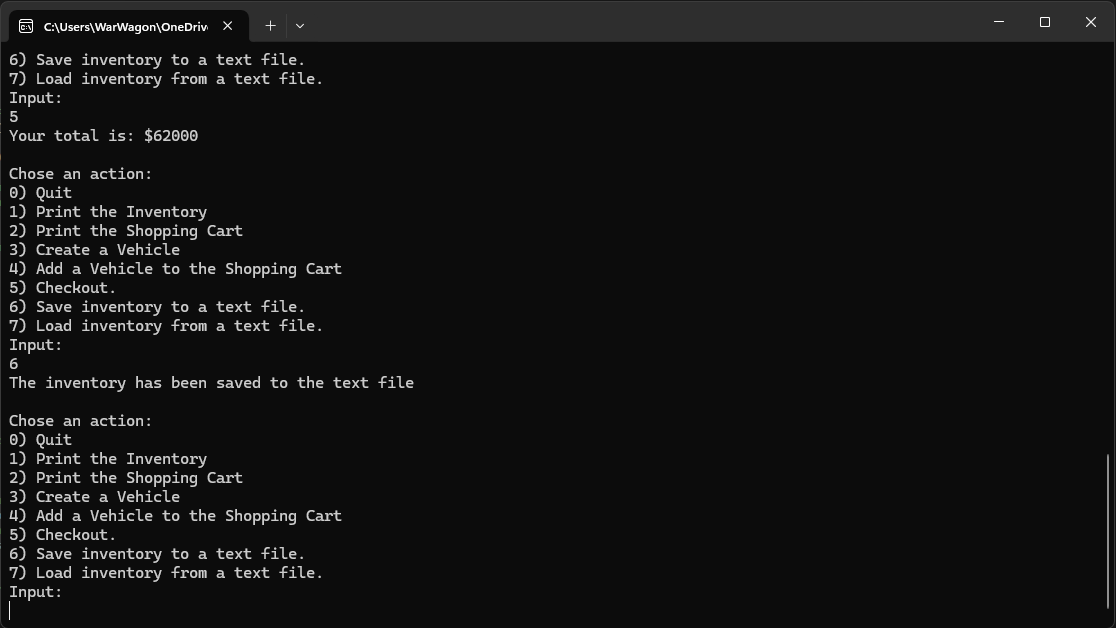 C:\Users\WarWagon\OneDriv
6) Save inventory to a text file.
7) Load inventory from a text file.
Input:
5
Your total is: $62000
Chose an action:
0) Quit
1) Print the Inventory
2) Print the Shopping Cart
3) Create a Vehicle
4) Add a Vehicle to the Shopping Cart
5) Checkout.
6) Save inventory to a text file.
7) Load inventory from a text file.
Input:
6
The inventory has been saved to the text file
Chose an action:
0) Quit
1) Print the Inventory
2) Print the Shopping Cart
3) Create a Vehicle
4) Add a Vehicle to the Shopping Cart
5) Checkout.
6) Save inventory to a text file.
7) Load inventory from a text file.
Input: